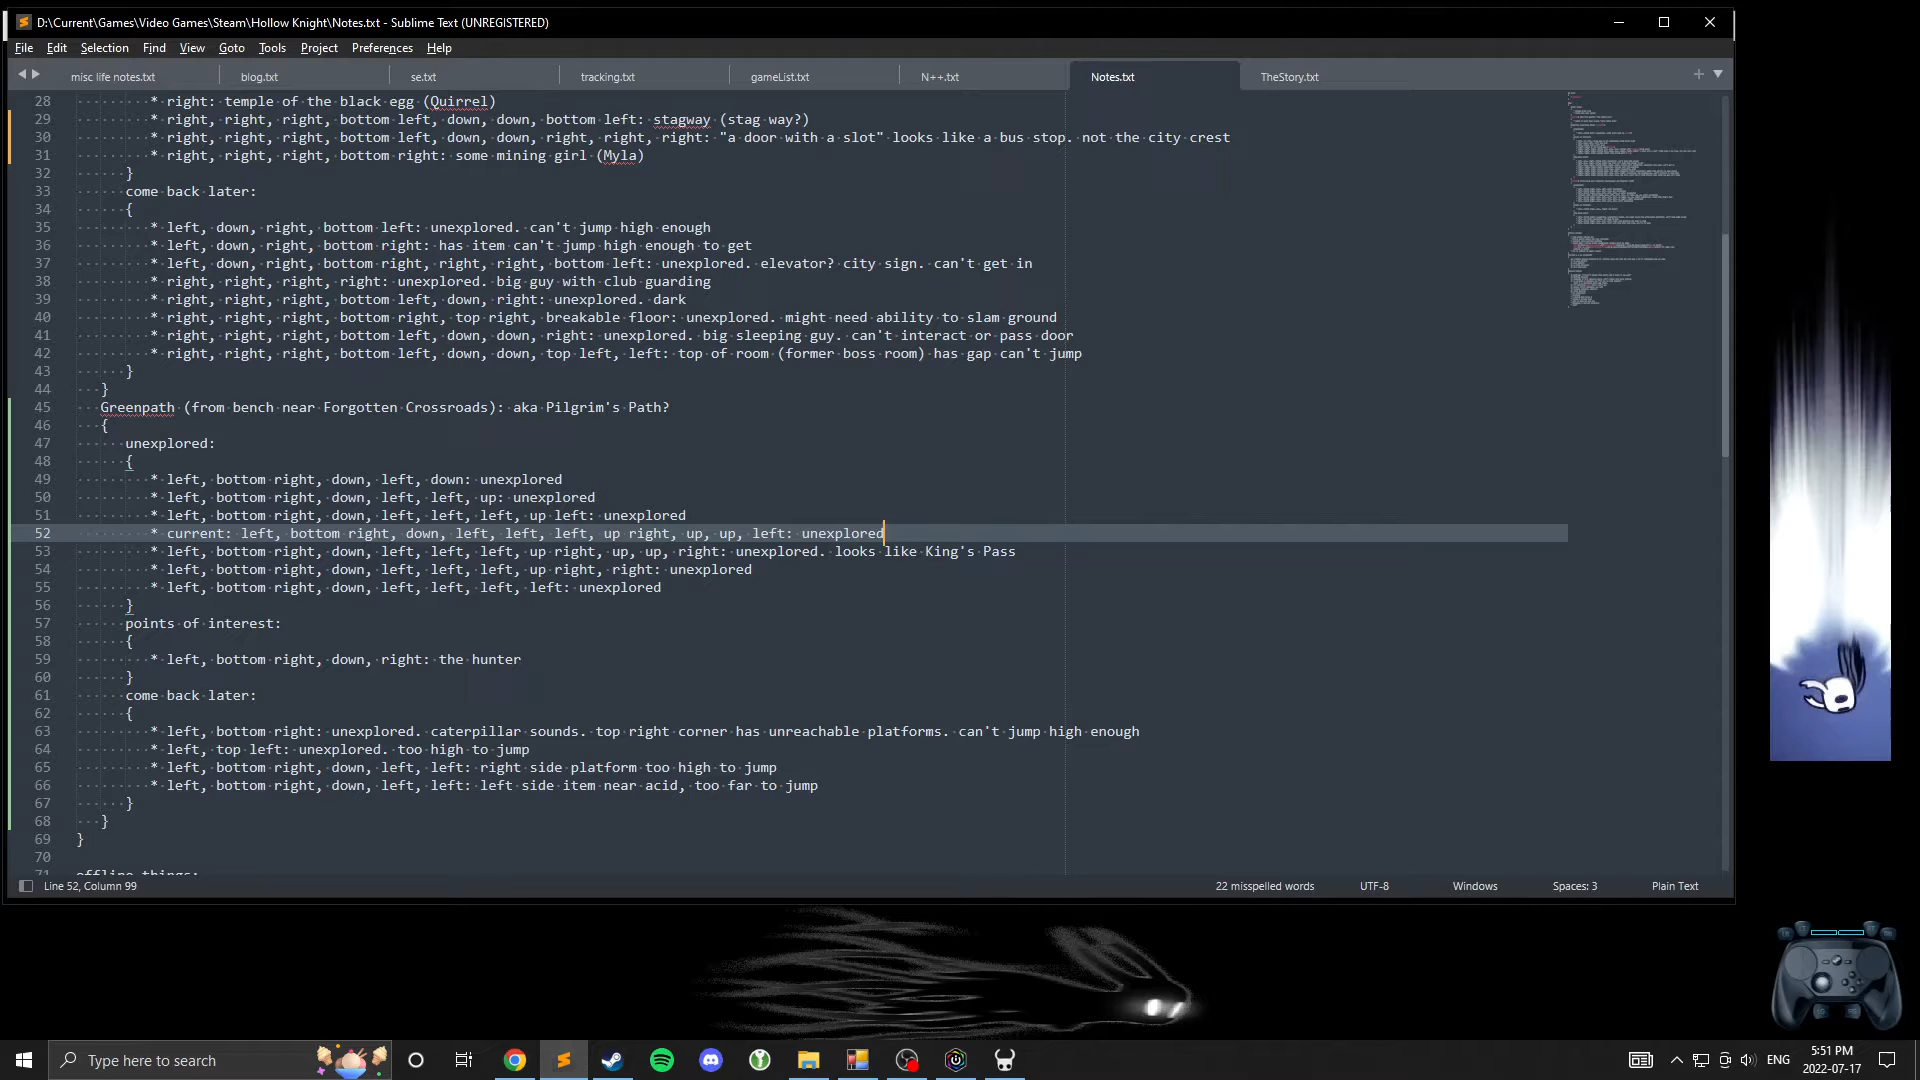 D:\Current\Games\Video Games\Steam\Hollow Knight\Notes.txt - Sublime Text (UNREGISTERED)
File Edit Selection Find View Goto Tools Project Preferences Help
misc life notes.txt blog.txt se.txt tracking.txt gameList.txt N++.txt Notes.txt TheStory.txt
28 * right: temple of the black egg (Quirrel)
29 * right, right, right, bottom left, down, down, bottom left: stagway (stag way?)
30 * right, right, right, bottom left, down, down, right, right, right: "a door with a slot" looks like a bus stop. not the city crest
31 * right, right, right, bottom right: some mining girl (Myla)
32 }
33 come back later:
34 {
35 * left, down, right, bottom left: unexplored. can't jump high enough
36 * left, down, right, bottom right: has item can't jump high enough to get
37 * left, down, right, bottom right, right, right, bottom left: unexplored. elevator? city sign. can't get in
38 * right, right, right, right: unexplored. big guy with club guarding
39 * right, right, right, bottom left, down, right: unexplored. dark
40 * right, right, right, bottom right, top right, breakable floor: unexplored. might need ability to slam ground
41 * right, right, right, bottom left, down, down, right: unexplored. big sleeping guy. can't interact or pass door
42 * right, right, right, bottom left, down, down, top left, left: top of room (former boss room) has gap can't jump
43 }
44 }
45 Greenpath (from bench near Forgotten Crossroads): aka Pilgrim's Path?
46 {
47 unexplored:
48 {
49 * left, bottom right, down, left, down: unexplored
50 * left, bottom right, down, left, left, up: unexplored
51 * left, bottom right, down, left, left, left, up left: unexplored
52 * current: left, bottom right, down, left, left, left, up right, up, up, left: unexplored
53 * left, bottom right, down, left, left, left, up right, up, up, right: unexplored. looks like King's Pass
54 * left, bottom right, down, left, left, left, up right, right: unexplored
55 * left, bottom right, down, left, left, left, left: unexplored
56 }
57 points of interest:
58 {
59 * left, bottom right, down, right: the hunter
60 }
61 come back later:
62 {
63 * left, bottom right: unexplored. caterpillar sounds. top right corner has unreachable platforms. can't jump high enough
64 * left, top left: unexplored. too high to jump
65 * left, bottom right, down, left, left: right side platform too high to jump
66 * left, bottom right, down, left, left: left side item near acid, too far to jump
67 }
68 }
69 }
70
71 offline things:
Line 52, Column 99 22 misspelled words UTF-8 Windows Spaces: 3 Plain Text
Type here to search
ENG
5:51 PM
2022-07-17